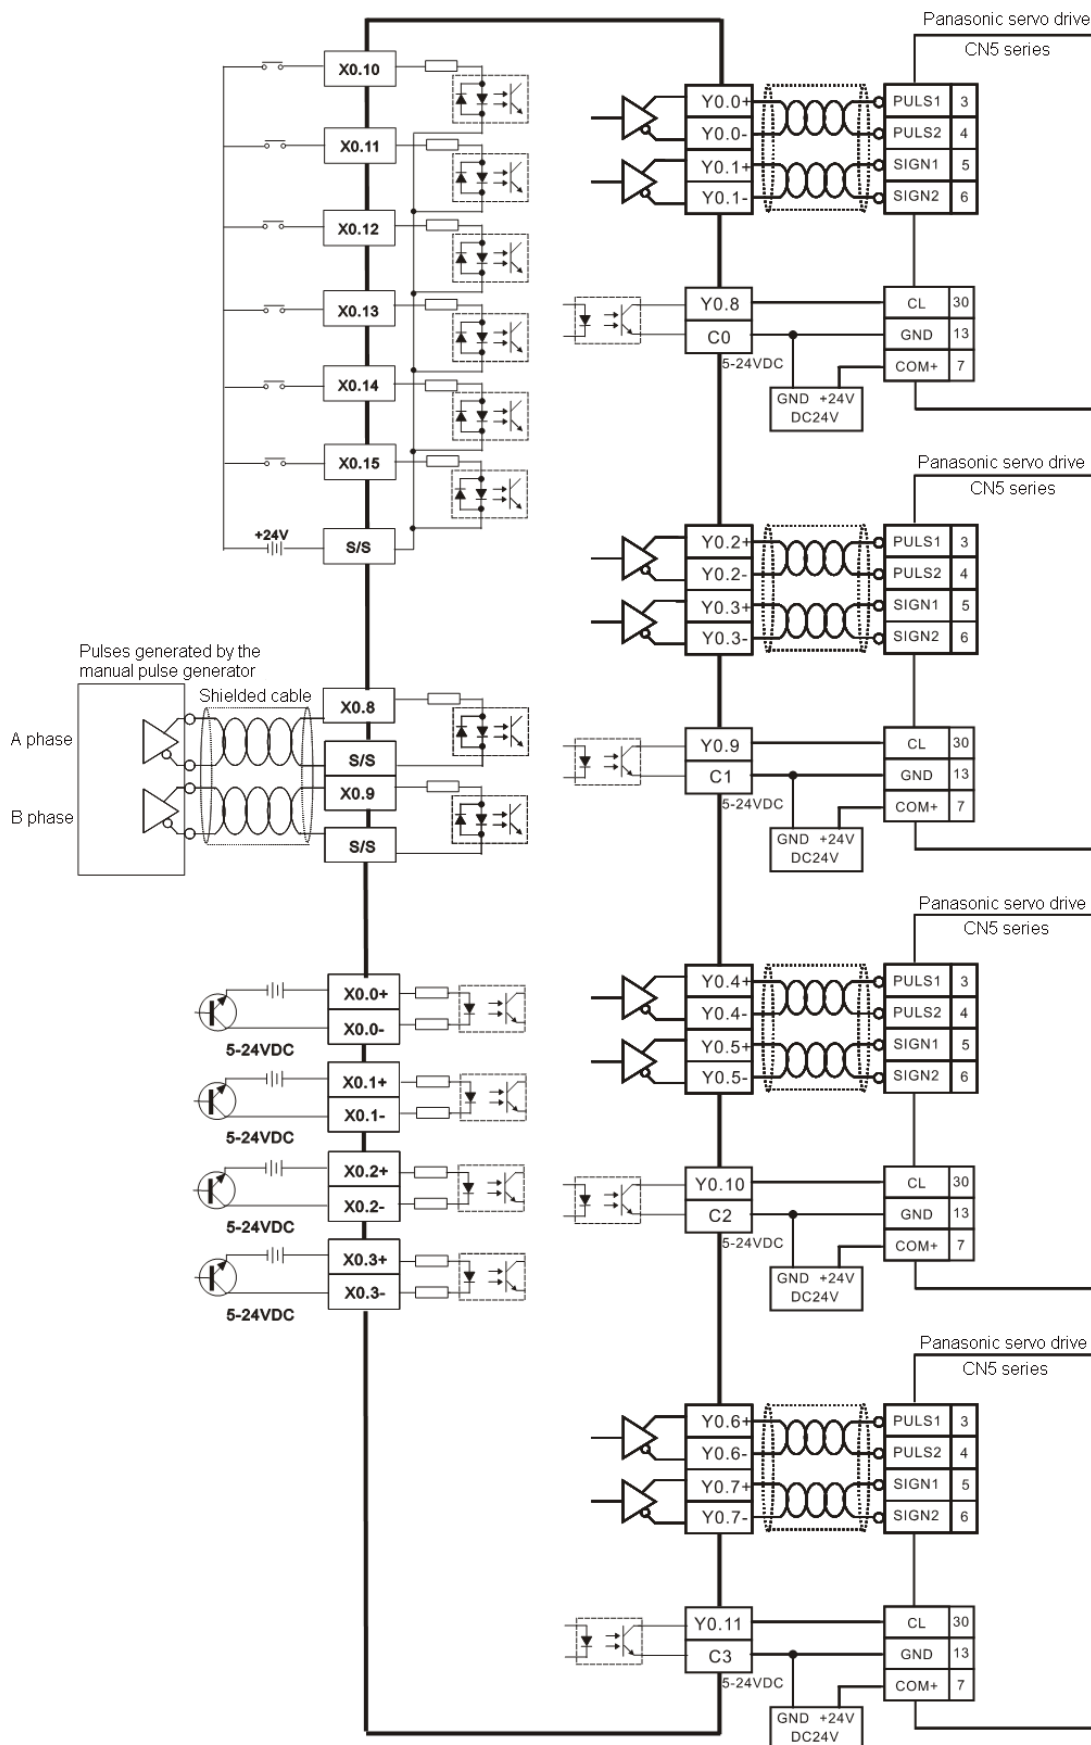 X0.10
X0.11
X0.12
X0.13
X0.14
X0.15
+24V
S/S
Pulses generated by the
manual pulse generator
Shielded cable
A phase
B phase
X0.8
S/S
X0.9
S/S
X0.0+
X0.0-
5-24VDC
X0.1+
X0.1-
5-24VDC
X0.2+
X0.2-
5-24VDC
X0.3+
X0.3-
5-24VDC
Panasonic servo drive
CN5 series
Y0.0+ PULS1 3
Y0.0- PULS2 4
Y0.1+ SIGN1 5
Y0.1- SIGN2 6
Y0.8 CL 30
C0 GND 13
5-24VDC COM+ 7
GND +24V
DC24V
Panasonic servo drive
CN5 series
Y0.2+ PULS1 3
Y0.2- PULS2 4
Y0.3+ SIGN1 5
Y0.3- SIGN2 6
Y0.9 CL 30
C1 GND 13
5-24VDC COM+ 7
GND +24V
DC24V
Panasonic servo drive
CN5 series
Y0.4+ PULS1 3
Y0.4- PULS2 4
Y0.5+ SIGN1 5
Y0.5- SIGN2 6
Y0.10 CL 30
C2 GND 13
5-24VDC COM+ 7
GND +24V
DC24V
Panasonic servo drive
CN5 series
Y0.6+ PULS1 3
Y0.6- PULS2 4
Y0.7+ SIGN1 5
Y0.7- SIGN2 6
Y0.11 CL 30
C3 GND 13
5-24VDC COM+ 7
GND +24V
DC24V